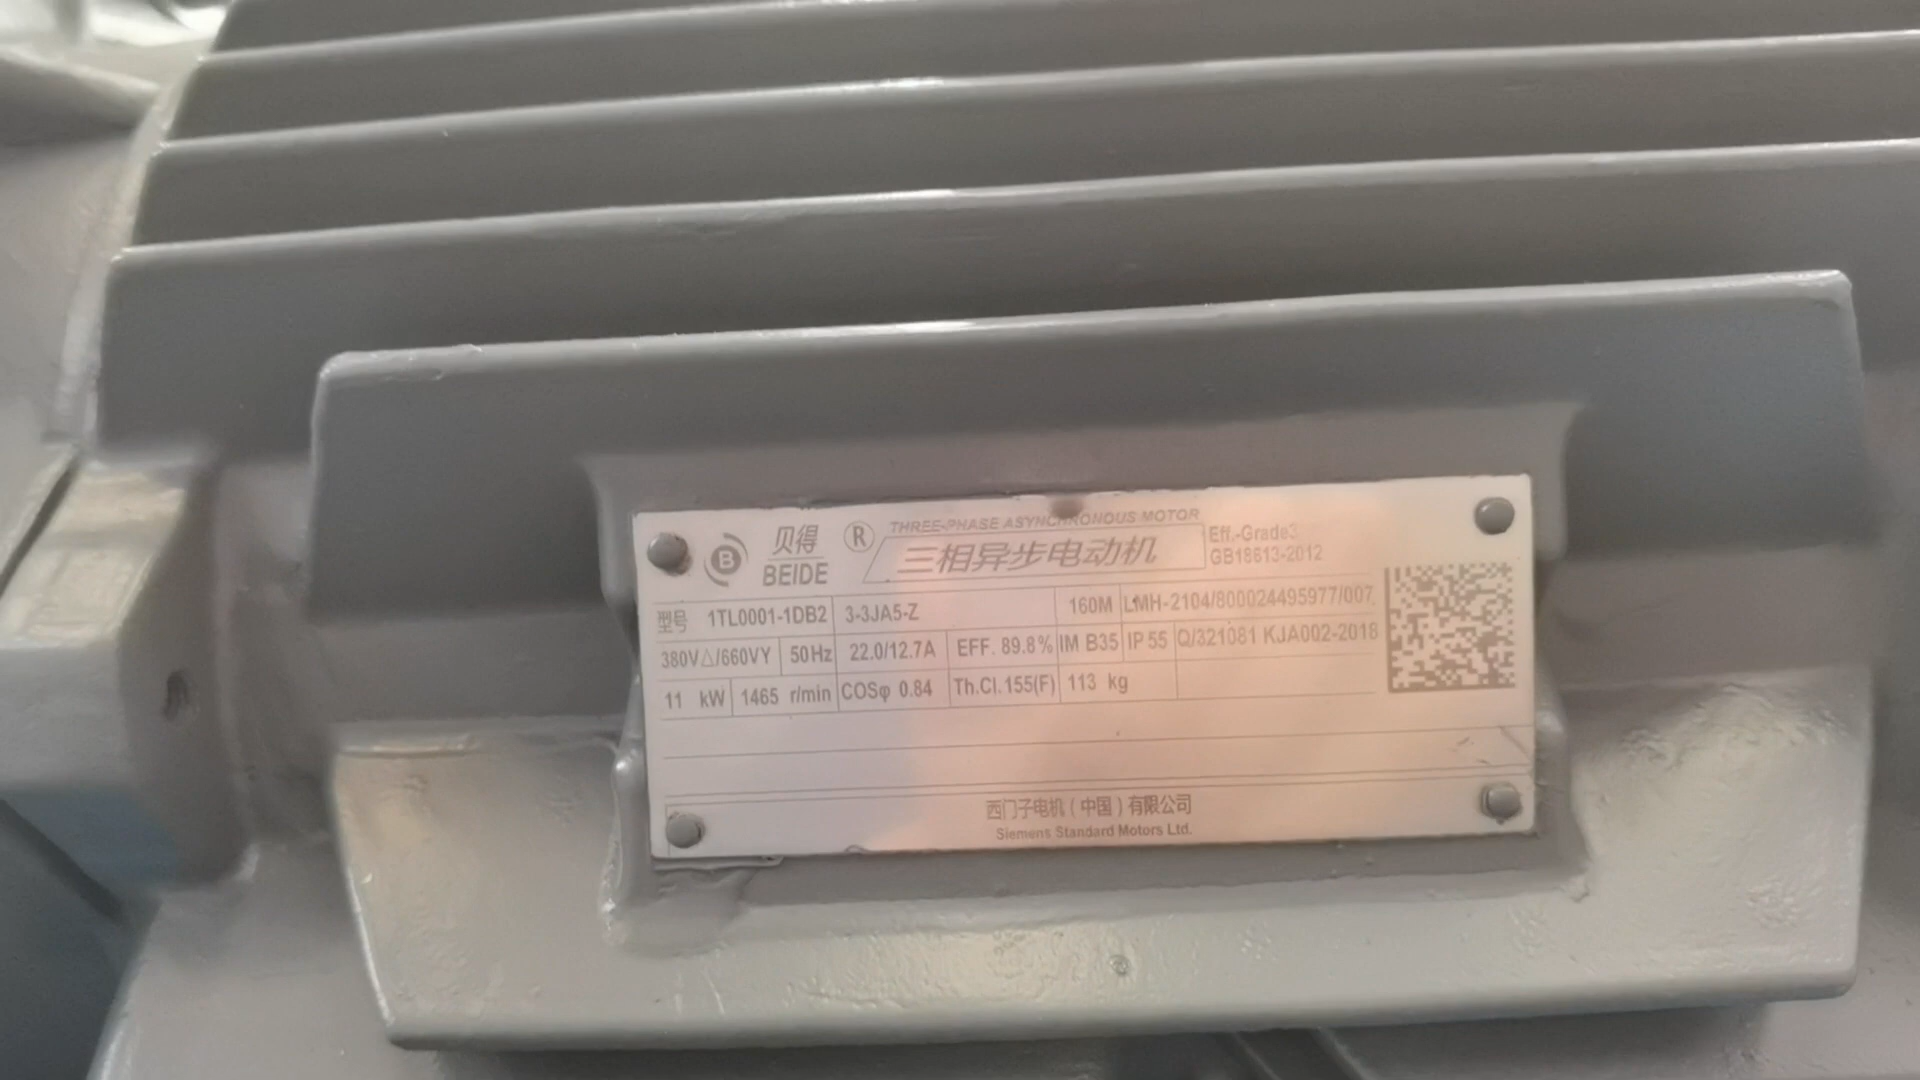 THREE-PHASE ASYNCHRONOUS MOTOR
B 贝得 ® 三相异步电动机 Eff.-Grade3
BEIDE GB18613-2012
型号 1TL0001-1DB2 3-3JA5-Z 160M LMH-2104/800024495977/007
380V△/660VY 50Hz 22.0/12.7A EFF. 89.8% IM B35 IP 55 Q/321081 KJA002-2018
11 kW 1465 r/min COSφ 0.84 Th.Cl.155(F) 113 kg
西门子电机(中国)有限公司
Siemens Standard Motors Ltd.